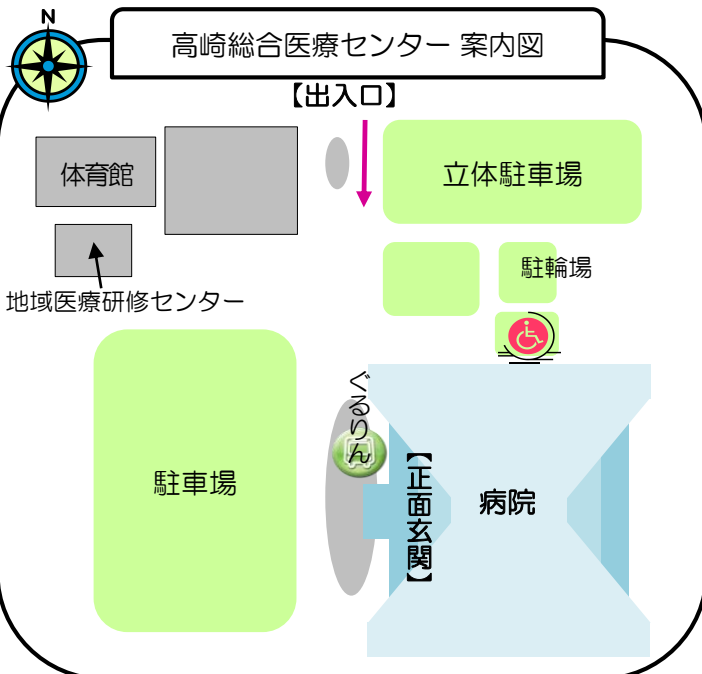 N
高崎総合医療センター 案内図
【出入口】
体育館
立体駐車場
駐輪場
地域医療研修センター
ぐるりん
駐車場
【正面玄関】
病院